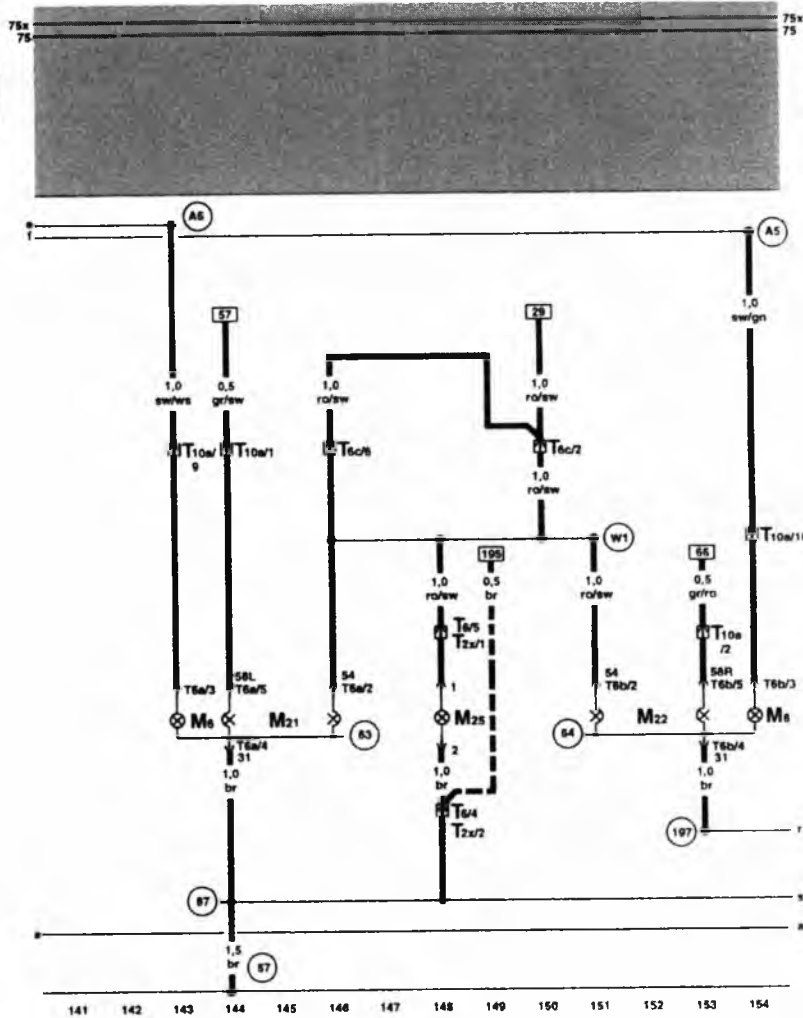 75x 75x
75 75
A6
A5
f
57
29
1,0
sw/gn
1,0 0,5 1,0 1,0
sw/ws gr/sw ro/sw ro/sw
T10a/9 T10a/1 T6c/6 T6c/2
1,0
ro/sw
T10a/1
W1
195 66
1,0 0,5 1,0 0,5
ro/sw br ro/sw gr/ro
T6/5
T2x/1
T10a/2
T6a/3 58L T6a/5 54 T6a/2 1 54 T6b/2 58R T6b/5 T6b/3
M6 M21 63 M25 64 M22 M6
T6a/4 31 2 T6b/4 31
1,0 1,0 1,0
br br br
T6/4
T2x/2
197 r
87 s
a
1,5
br
57
141 142 143 144 145 146 147 148 149 150 151 152 153 154